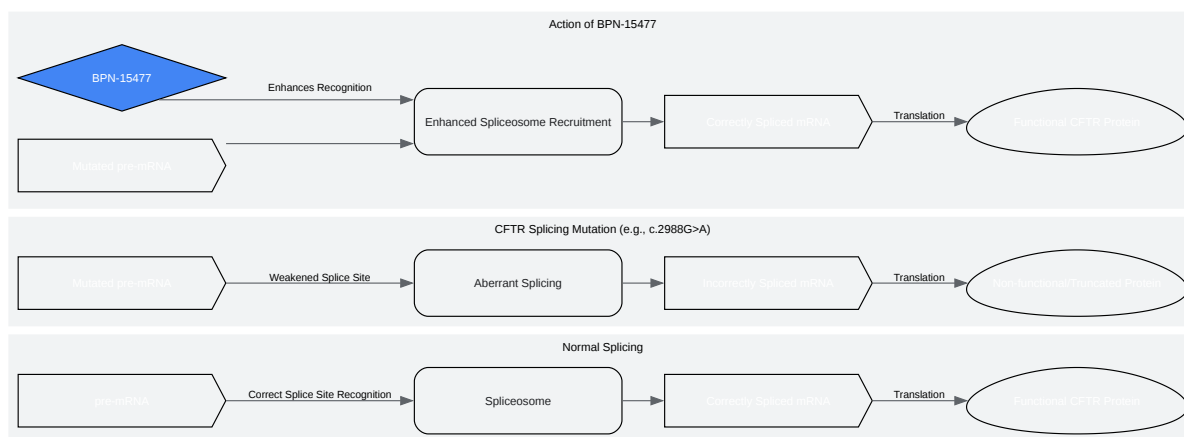 Action of BPN-15477
BPN-15477
Enhances Recognition
Mutated pre-mRNA
Enhanced Spliceosome Recruitment
Correctly Spliced mRNA
Translation
Functional CFTR Protein
CFTR Splicing Mutation (e.g., c.2988G>A)
Mutated pre-mRNA
Weakened Splice Site
Aberrant Splicing
Incorrectly Spliced mRNA
Translation
Non-functional/Truncated Protein
Normal Splicing
pre-mRNA
Correct Splice Site Recognition
Spliceosome
Correctly Spliced mRNA
Translation
Functional CFTR Protein